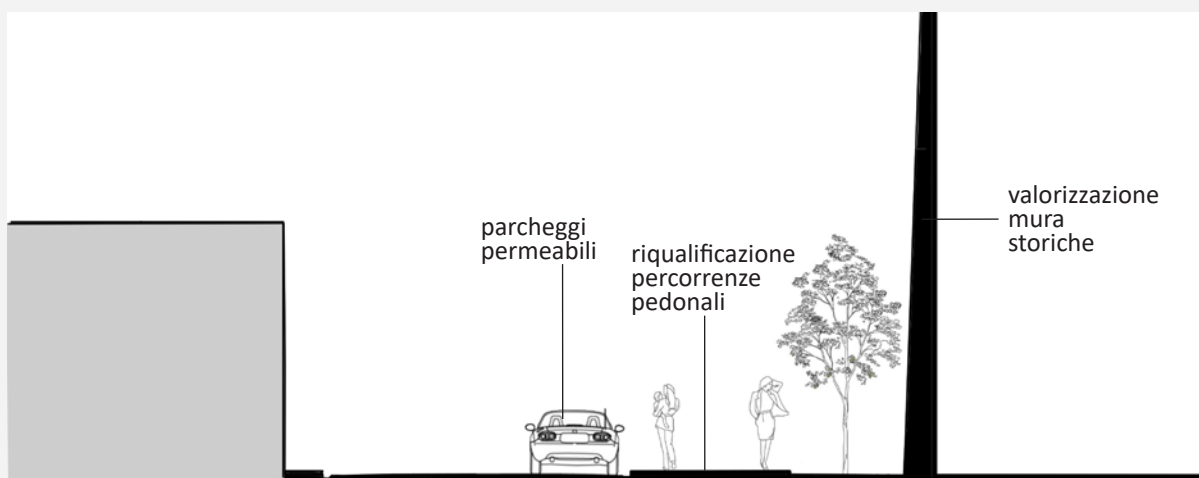 parcheggi
permeabili
riqualificazione
percorrenze
pedonali
valorizzazione
mura
storiche